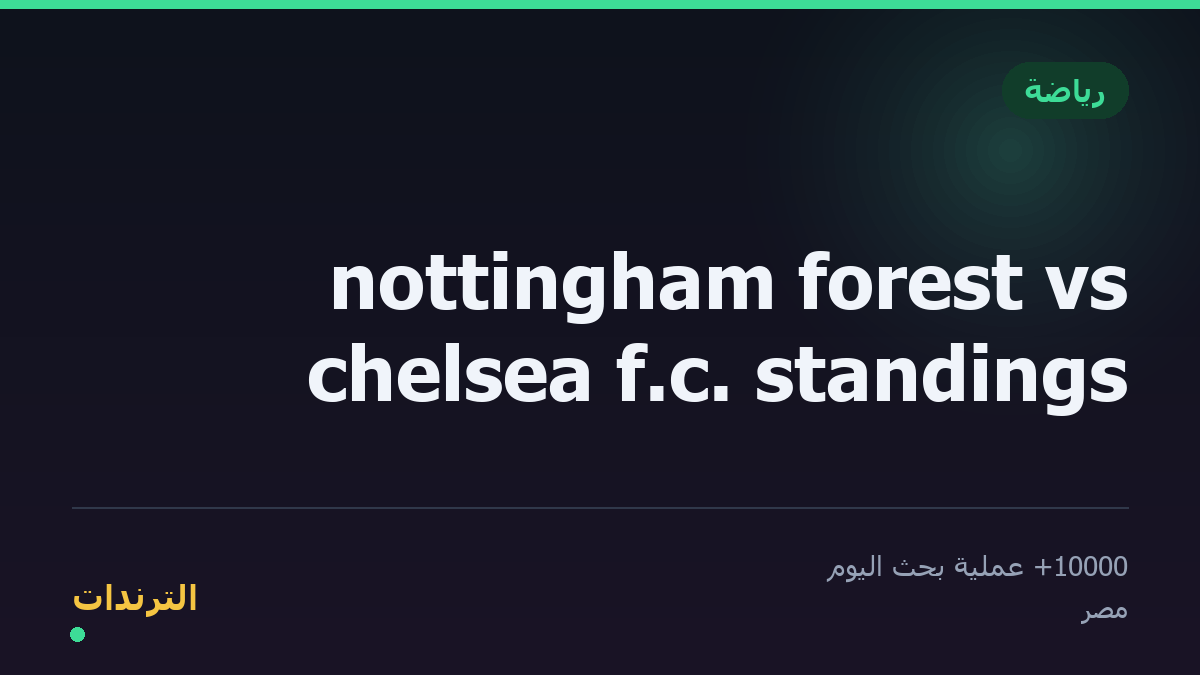 رياضة
nottingham forest vs
chelsea f.c. standings
+10000 عملية بحث اليوم
مصر
الترندات